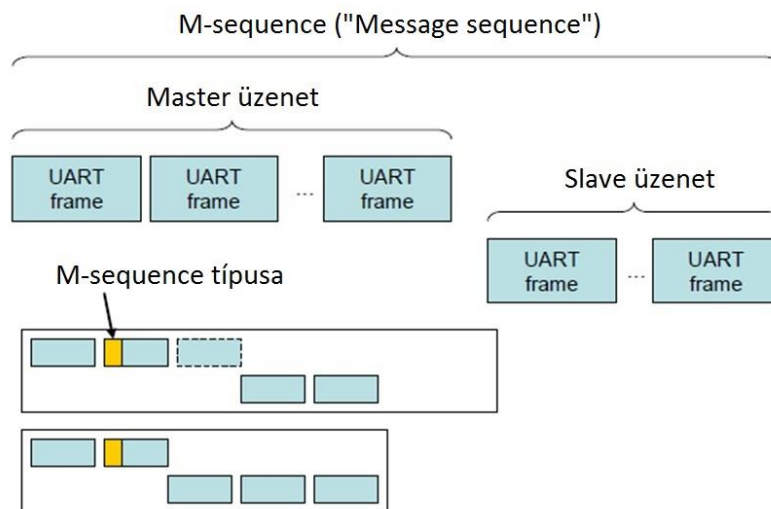 M-sequence ("Message sequence")
Master üzenet
UART
frame
UART
frame
...
UART
frame
Slave üzenet
UART
frame
...
UART
frame
M-sequence típusa